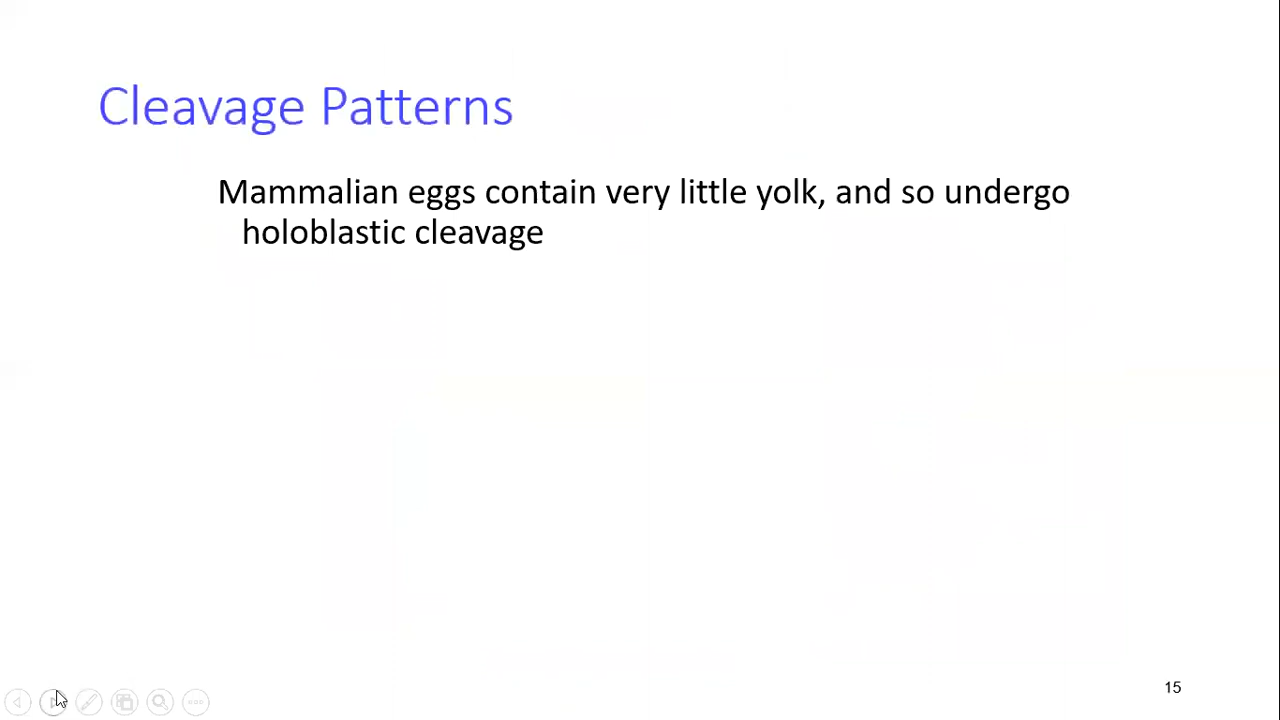 Cleavage Patterns
Mammalian eggs contain very little yolk, and so undergo
holoblastic cleavage
15